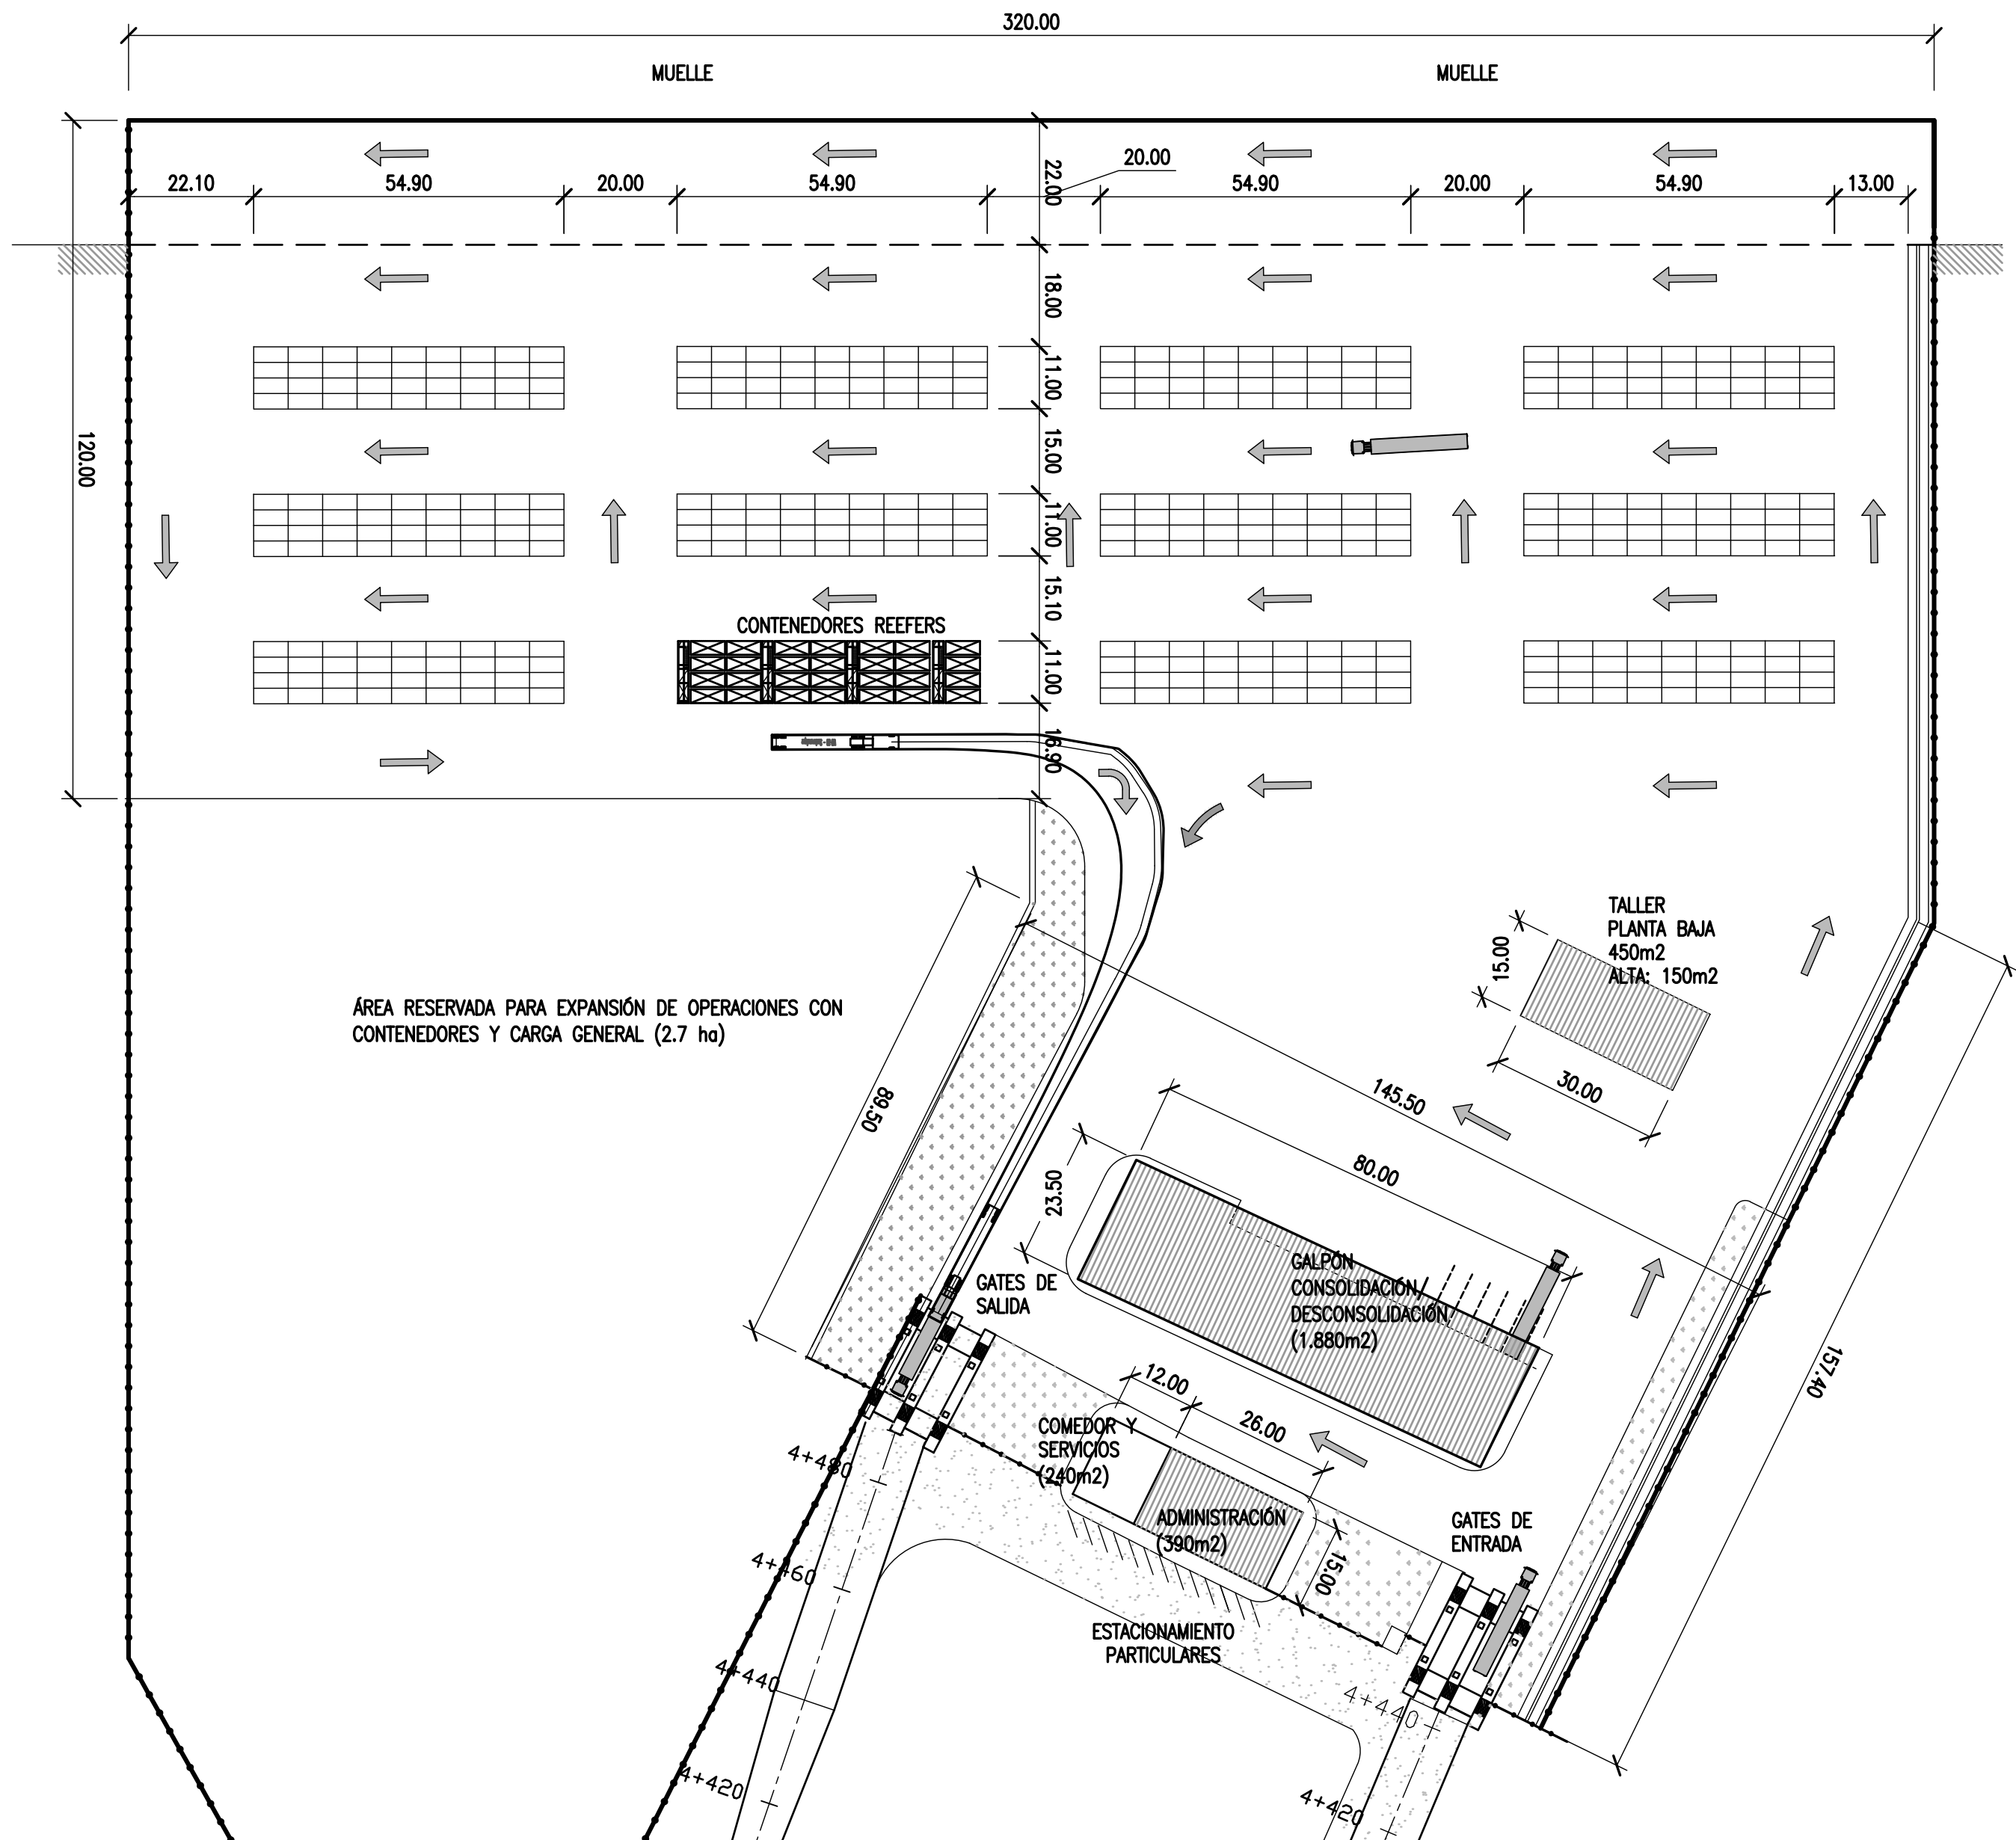 320.00
MUELLE
MUELLE
20.00
22.10
54.90
20.00
54.90
22.00
54.90
20.00
54.90
13.00
18.00
11.00
15.00
120.00
11.00
15.10
CONTENEDORES REEFERS
11.00
16.90
TALLER
PLANTA BAJA
450m2
ALTA: 150m2
15.00
30.00
ÁREA RESERVADA PARA EXPANSIÓN DE OPERACIONES CON
CONTENEDORES Y CARGA GENERAL (2.7 ha)
89.50
145.50
80.00
23.50
GALPÓN
CONSOLIDACIÓN/
DESCONSOLIDACIÓN
(1.880m2)
GATES DE
SALIDA
157.40
12.00
26.00
COMEDOR Y
SERVICIOS
(240m2)
ADMINISTRACIÓN
(390m2)
15.00
GATES DE
ENTRADA
ESTACIONAMIENTO
PARTICULARES
4+480
4+460
4+440
4+420
4+440
4+420